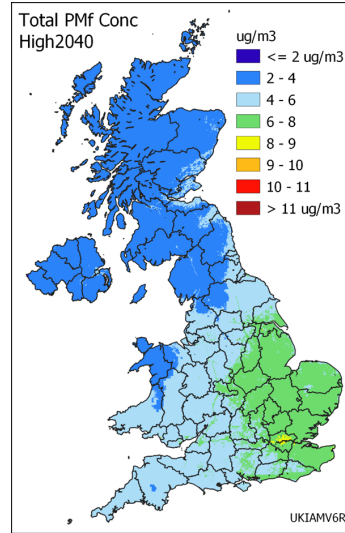 Total PMf Conc
High2040
ug/m3
<= 2 ug/m3
2 - 4
4 - 6
6 - 8
8 - 9
9 - 10
10 - 11
> 11 ug/m3
UKIAMV6R